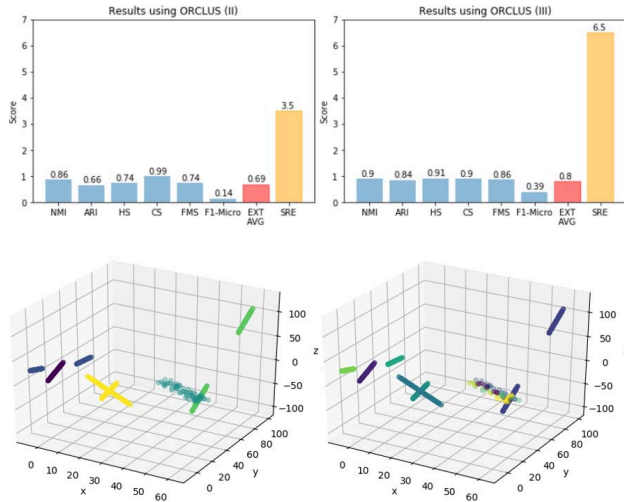 Results using ORCLUS (II)
7
6
5
4
3
2
1
0
Score
0.86 0.66 0.74 0.99 0.74 0.14 0.69 3.5
NMI ARI HS CS FMS F1-Micro EXT AVG SRE
Results using ORCLUS (III)
7
6
5
4
3
2
1
0
Score
0.9 0.84 0.91 0.9 0.86 0.39 0.8 6.5
NMI ARI HS CS FMS F1-Micro EXT AVG SRE
100
50
0
−50
−100
z
0 10 20 30 40 50 60
x
0 20 40 60 80 100
y
100
50
0
−50
−100
0 10 20 30 40 50 60
x
0 20 40 60 80 100
y